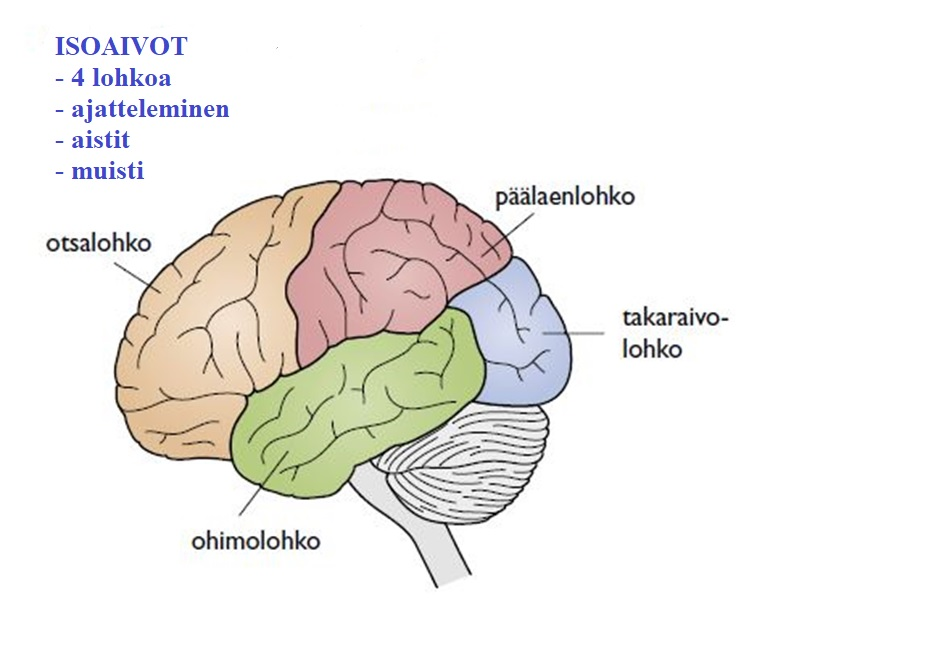 ISOAIVOT
- 4 lohkoa
- ajatteleminen
- aistit
- muisti
päälaenlohko
otsalohko
takaraivo-
lohko
ohimolohko